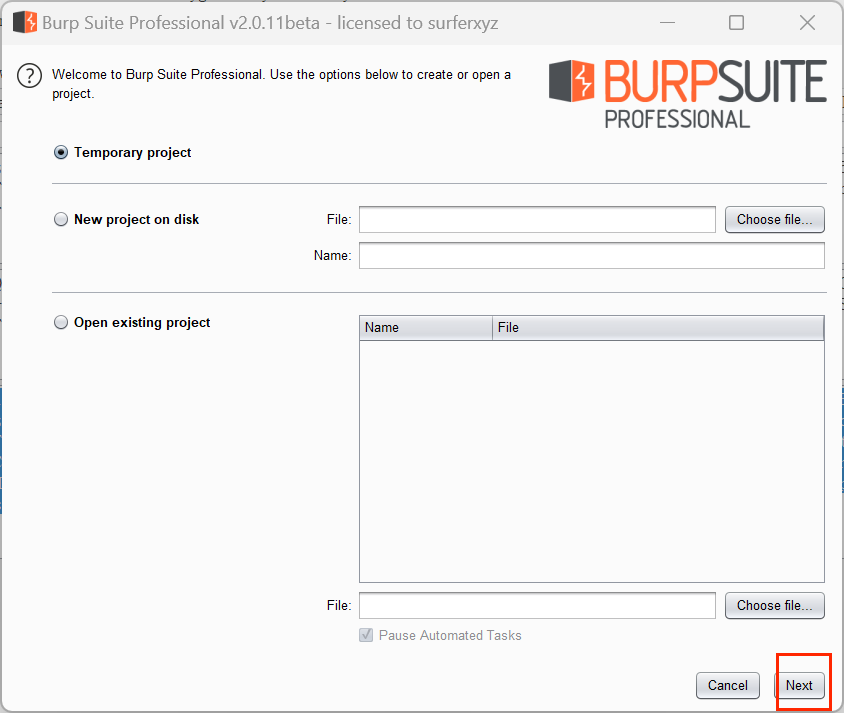 Burp Suite Professional v2.0.11beta - licensed to surferxyz
Welcome to Burp Suite Professional. Use the options below to create or open a
project.
BURPSUITE
PROFESSIONAL
Temporary project
New project on disk
File:
Choose file...
Name:
Open existing project
Name
File
File:
Choose file...
Pause Automated Tasks
Cancel
Next